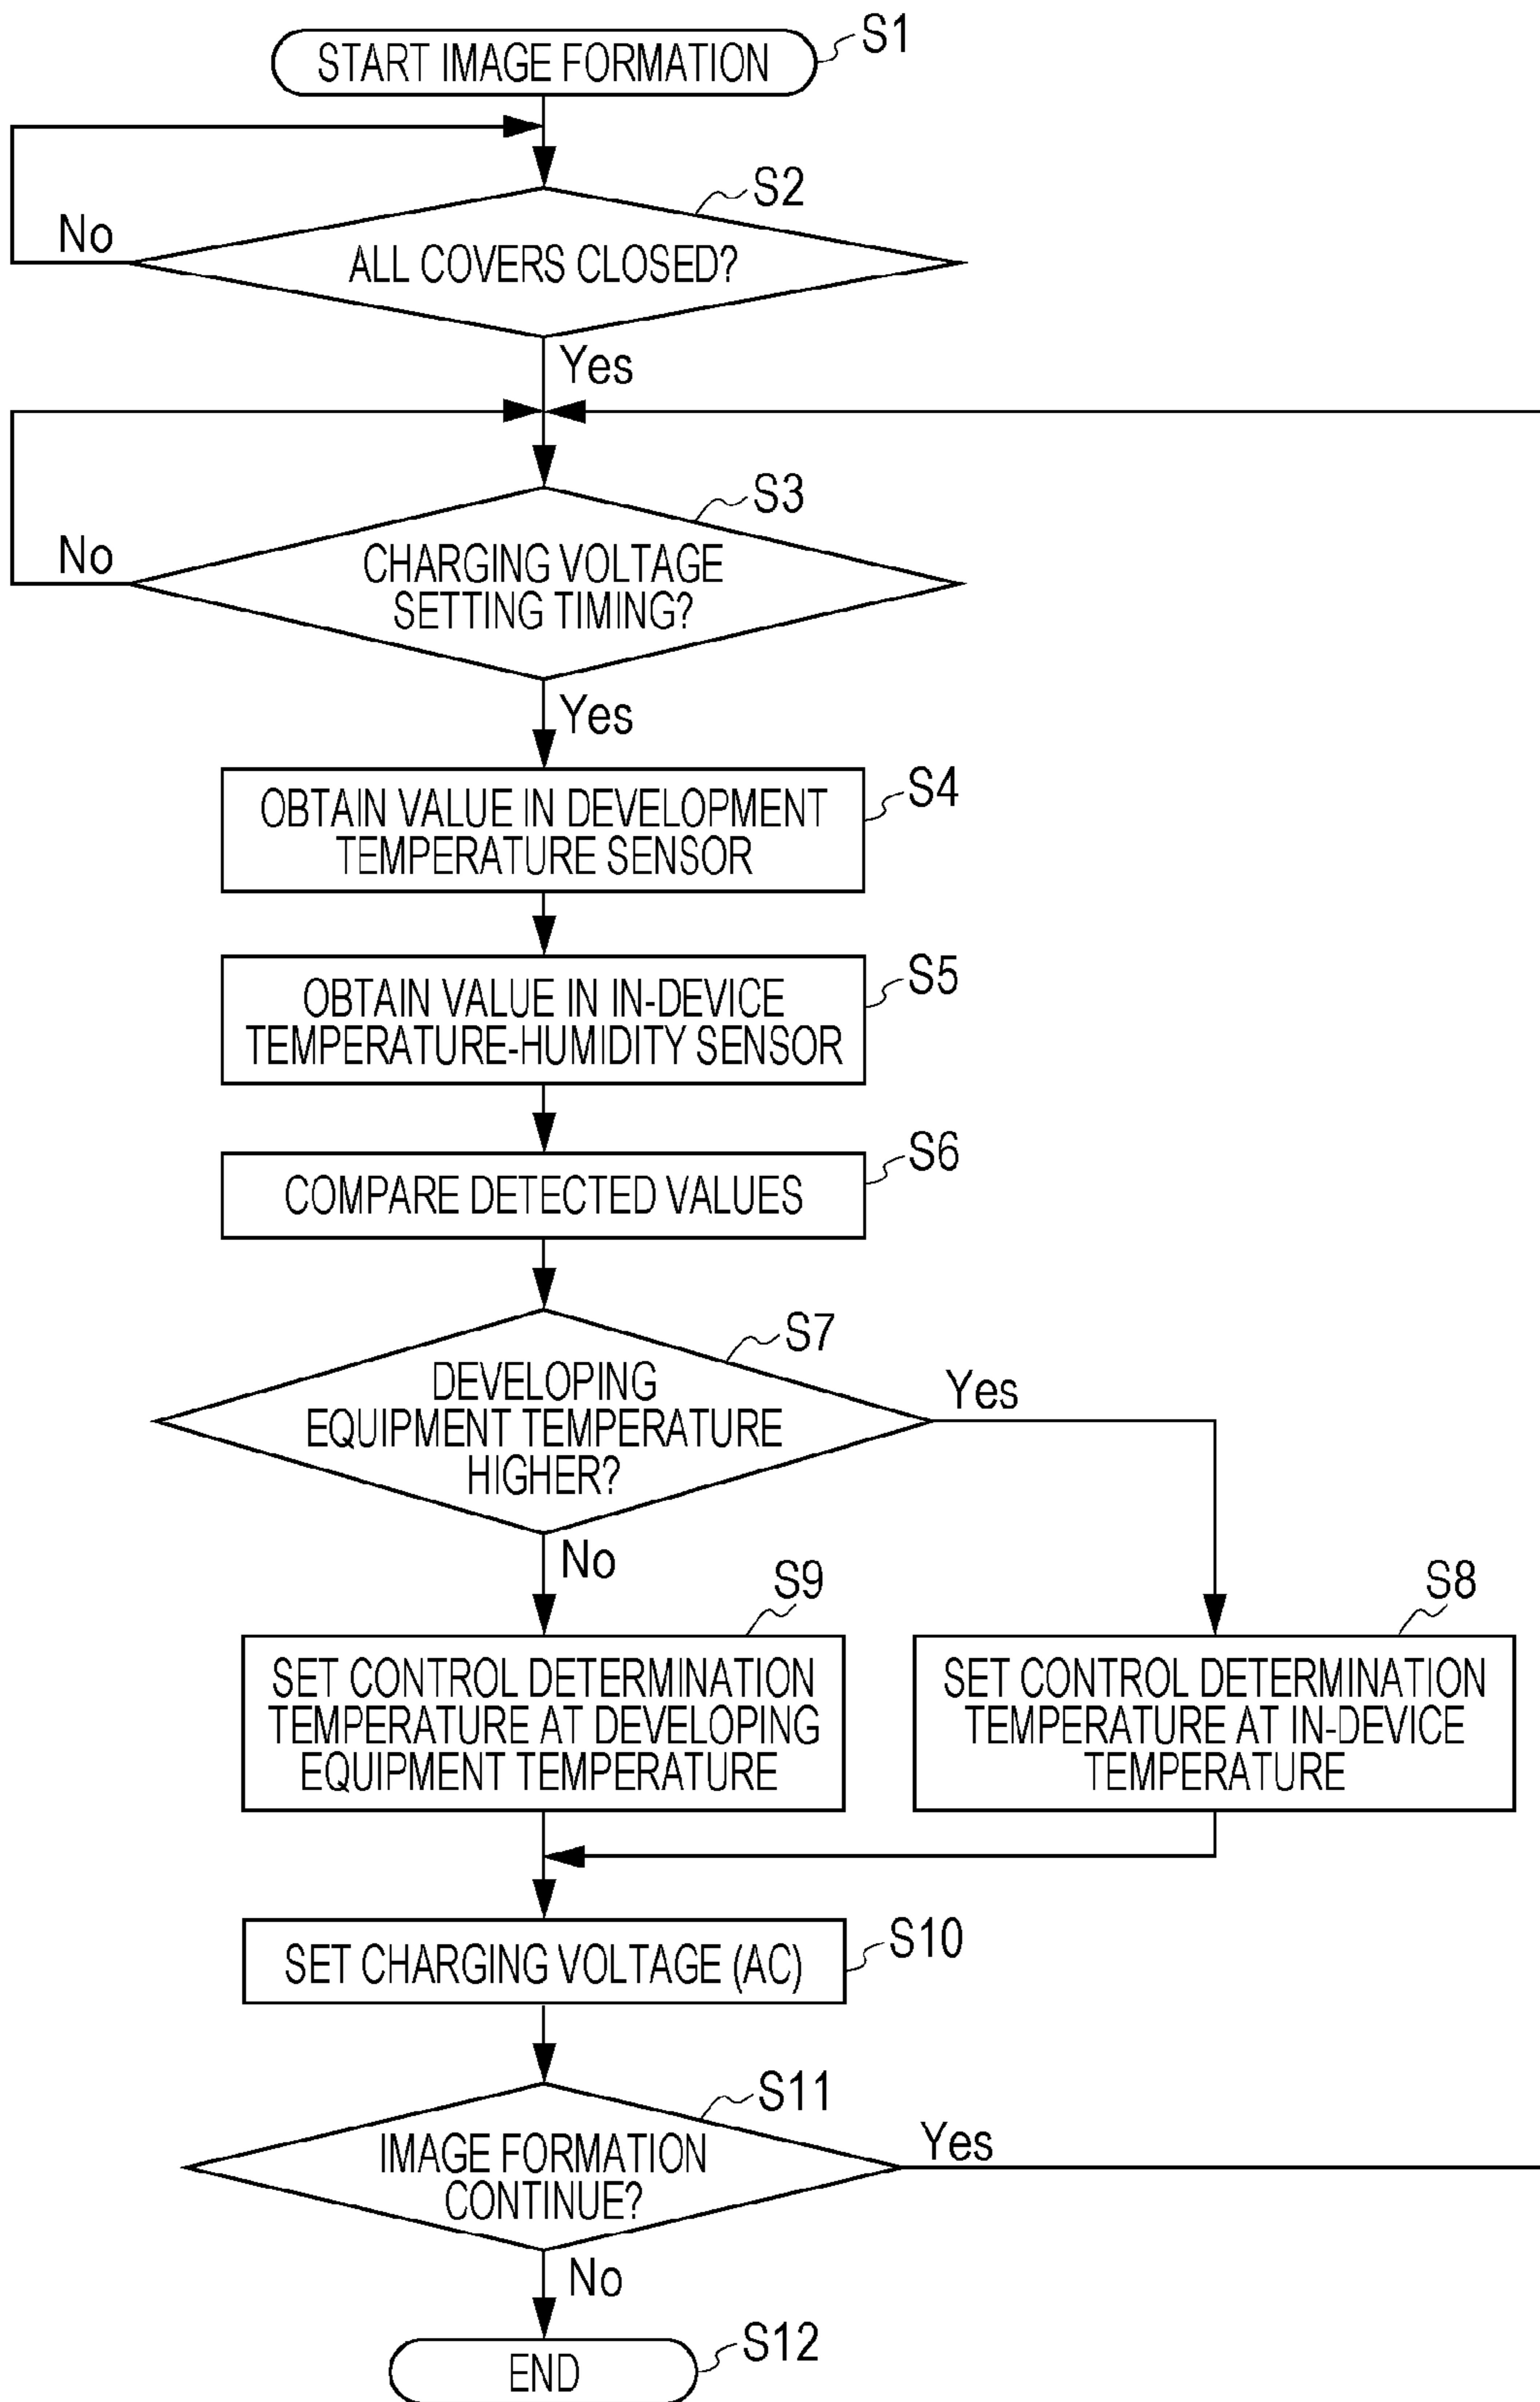 START IMAGE FORMATION
S1
S2
ALL COVERS CLOSED?
No
Yes
S3
CHARGING VOLTAGE
SETTING TIMING?
No
Yes
S4
OBTAIN VALUE IN DEVELOPMENT
TEMPERATURE SENSOR
S5
OBTAIN VALUE IN IN-DEVICE
TEMPERATURE-HUMIDITY SENSOR
S6
COMPARE DETECTED VALUES
S7
DEVELOPING
EQUIPMENT TEMPERATURE
HIGHER?
Yes
No
S9
SET CONTROL DETERMINATION
TEMPERATURE AT DEVELOPING
EQUIPMENT TEMPERATURE
S8
SET CONTROL DETERMINATION
TEMPERATURE AT IN-DEVICE
TEMPERATURE
S10
SET CHARGING VOLTAGE (AC)
S11
IMAGE FORMATION
CONTINUE?
Yes
No
S12
END